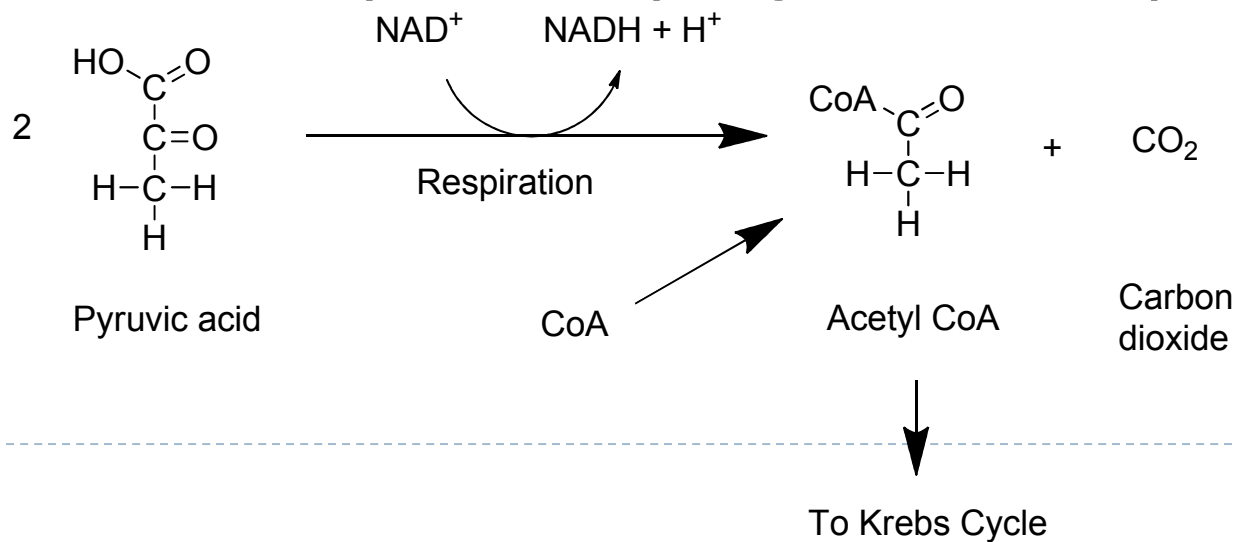 NAD+ NADH + H+
HO O
C
2 C=O
H–C–H
H
Respiration
CoA O
C
H–C–H
H
+ CO2
Pyruvic acid
CoA
Acetyl CoA
Carbon
dioxide
To Krebs Cycle